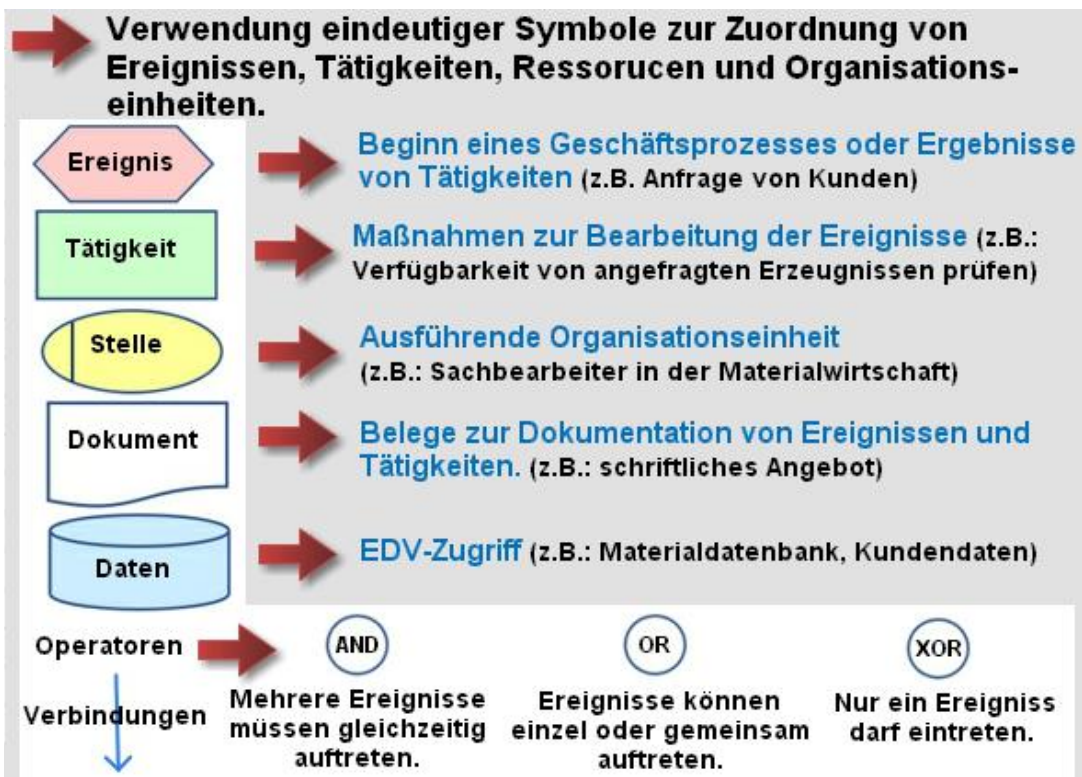 Verwendung eindeutiger Symbole zur Zuordnung von
Ereignissen, Tätigkeiten, Ressorucen und Organisations-
einheiten.
Ereignis
Beginn eines Geschäftsprozesses oder Ergebnisse
von Tätigkeiten (z.B. Anfrage von Kunden)
Tätigkeit
Maßnahmen zur Bearbeitung der Ereignisse (z.B.:
Verfügbarkeit von angefragten Erzeugnissen prüfen)
Stelle
Ausführende Organisationseinheit
(z.B.: Sachbearbeiter in der Materialwirtschaft)
Dokument
Belege zur Dokumentation von Ereignissen und
Tätigkeiten. (z.B.: schriftliches Angebot)
Daten
EDV-Zugriff (z.B.: Materialdatenbank, Kundendaten)
Operatoren
AND
OR
XOR
Verbindungen
Mehrere Ereignisse
müssen gleichzeitig
auftreten.
Ereignisse können
einzel oder gemeinsam
auftreten.
Nur ein Ereigniss
darf eintreten.